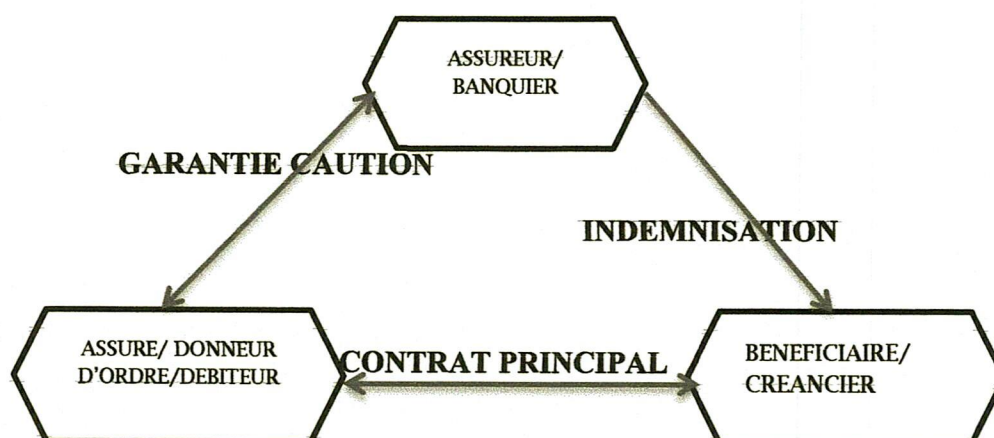 ASSUREUR/
BANQUIER
GARANTIE CAUTION
INDEMNISATION
ASSURE/ DONNEUR
D'ORDRE/DEBITEUR
CONTRAT PRINCIPAL
BENEFICIAIRE/
CREANCIER